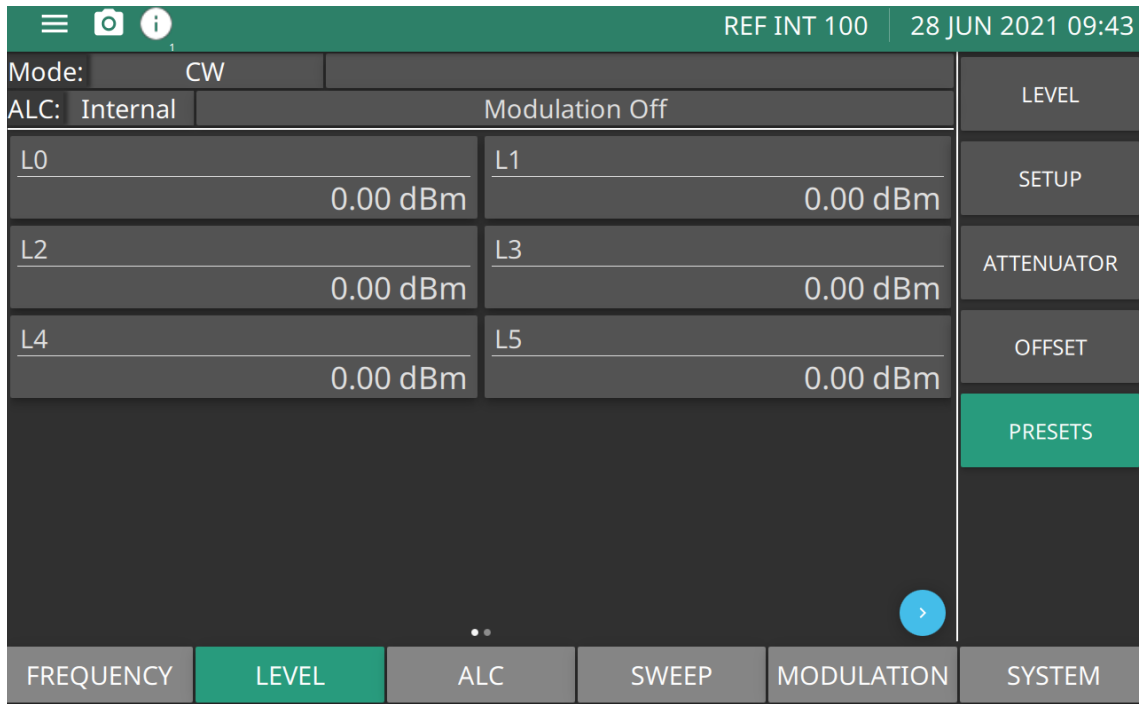 REF INT 100 28 JUN 2021 09:43
1
Mode: CW
ALC: Internal Modulation Off
L0
0.00 dBm
L1
0.00 dBm
L2
0.00 dBm
L3
0.00 dBm
L4
0.00 dBm
L5
0.00 dBm
LEVEL
SETUP
ATTENUATOR
OFFSET
PRESETS
FREQUENCY LEVEL ALC SWEEP MODULATION SYSTEM